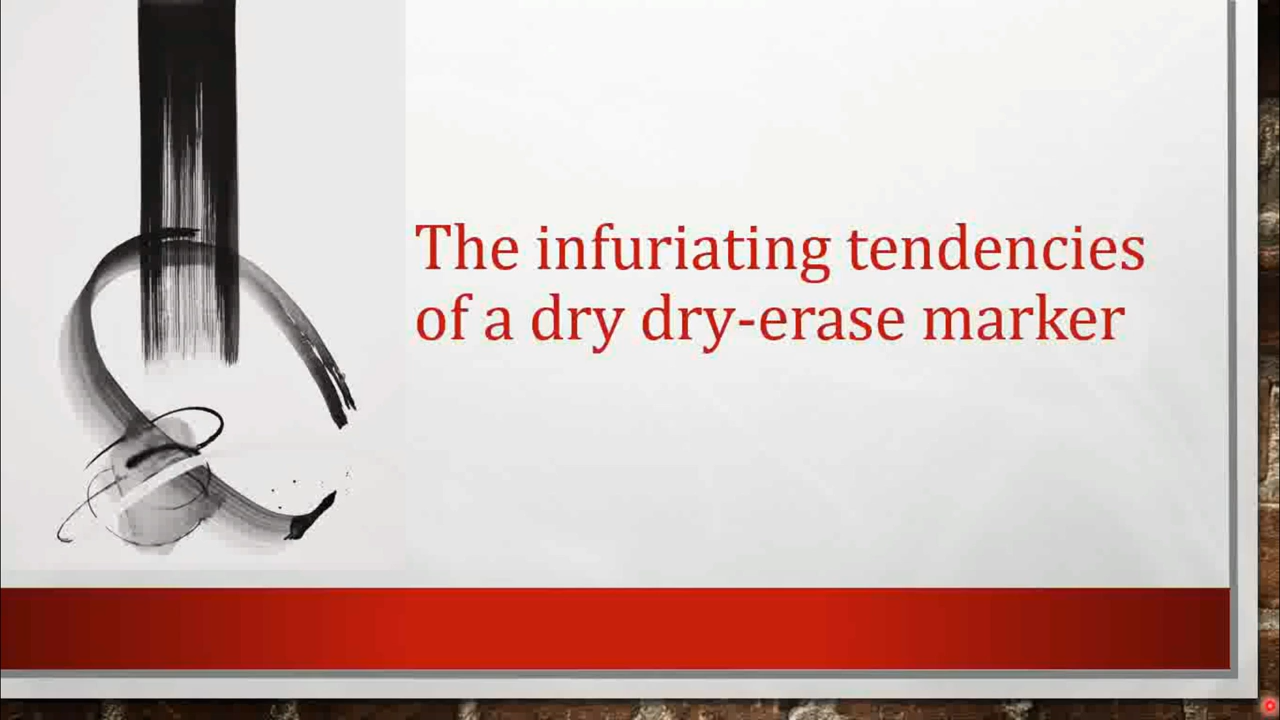 The infuriating tendencies
of a dry dry-erase marker